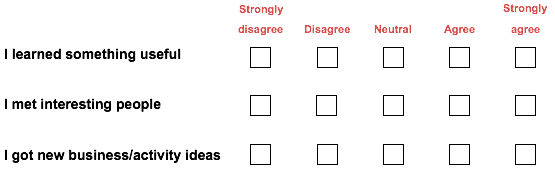 Strongly disagree Disagree Neutral Agree Strongly agree
I learned something useful
I met interesting people
I got new business/activity ideas